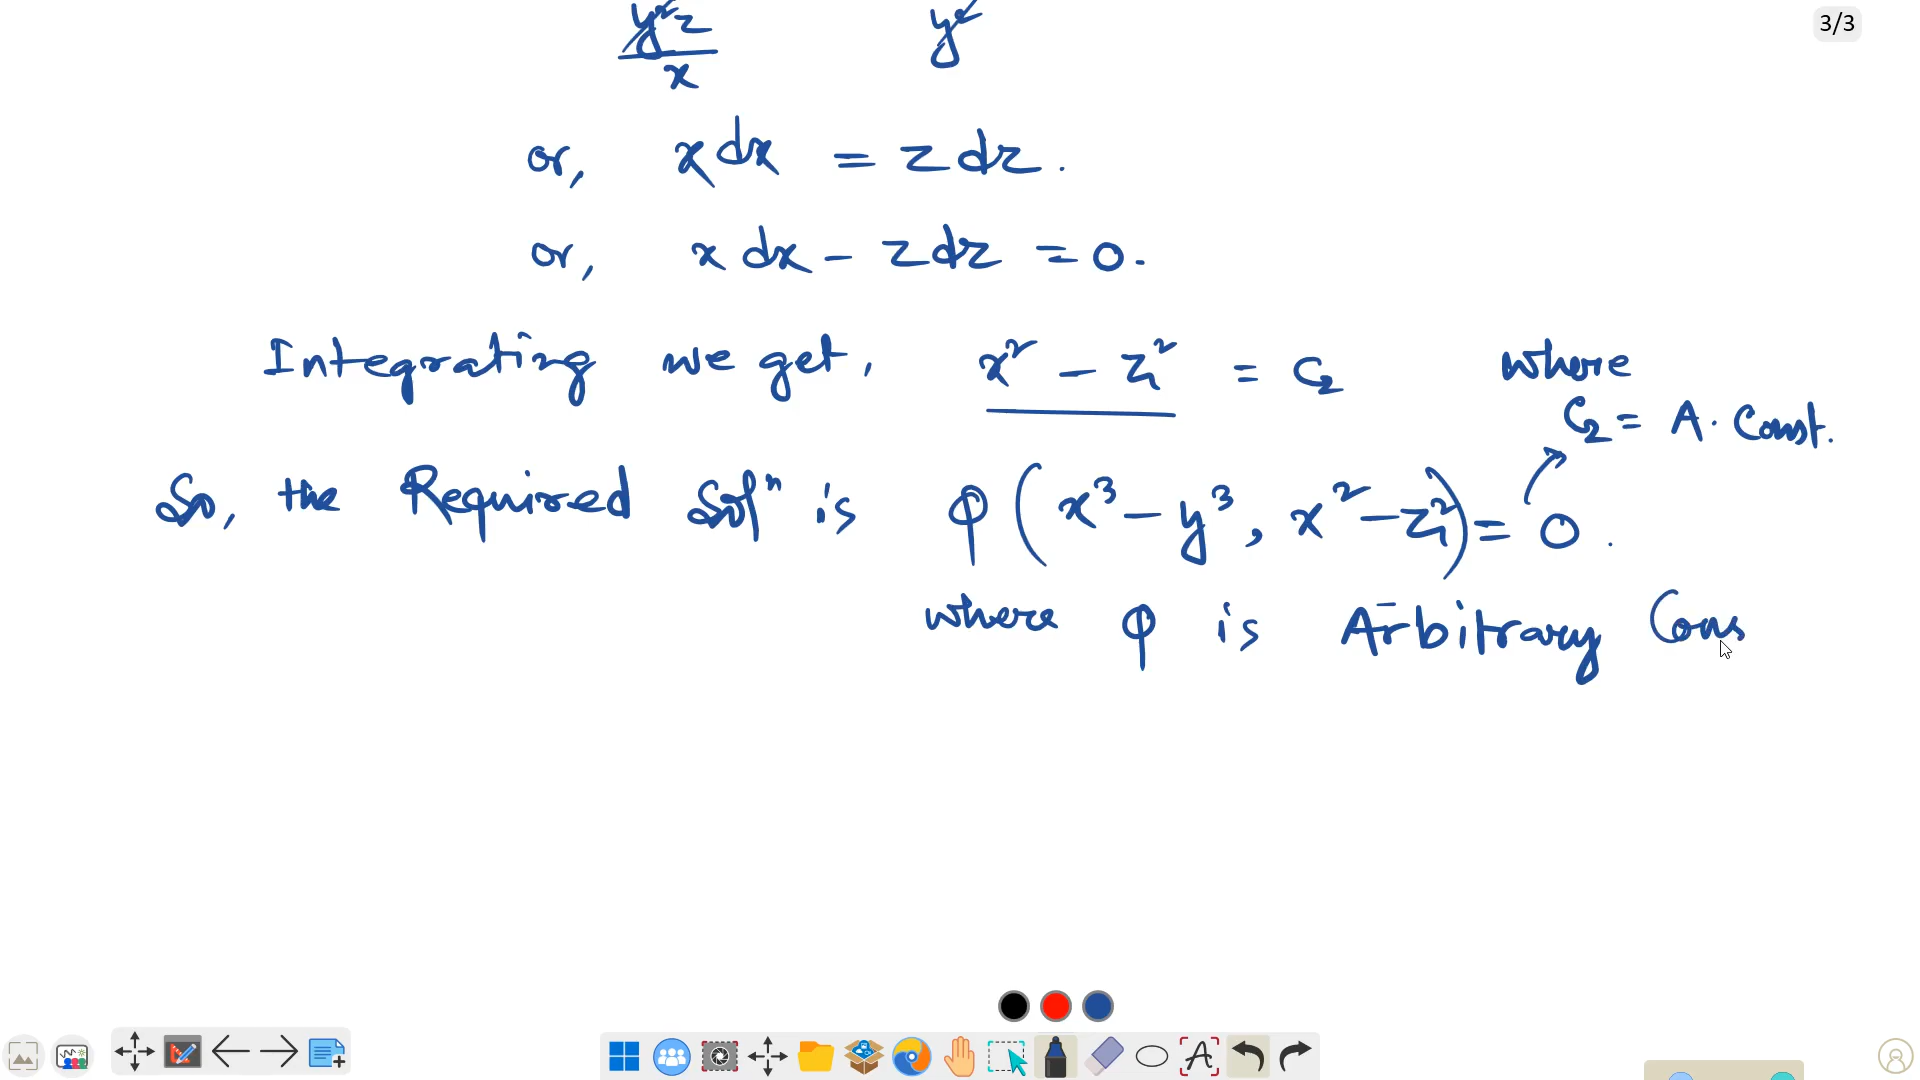 3/3
y²z y²
x
or, x dx = z dz.
or, x dx - z dz = 0.
Integrating we get, x² - z² = c₂ where
C₂ = A. Const.
So, the Required Solⁿ is φ(x³ - y³, x² - z²) = 0.
where φ is Arbitrary Cons